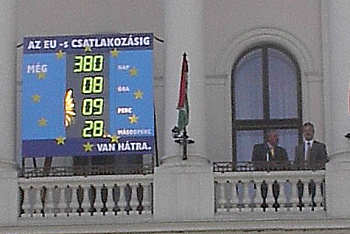 AZ EU -s CSATLAKOZÁSIG
MÉG 380 NAP
08 ÓRA
09 PERC
28 MÁSODPERC
VAN HÁTRA.